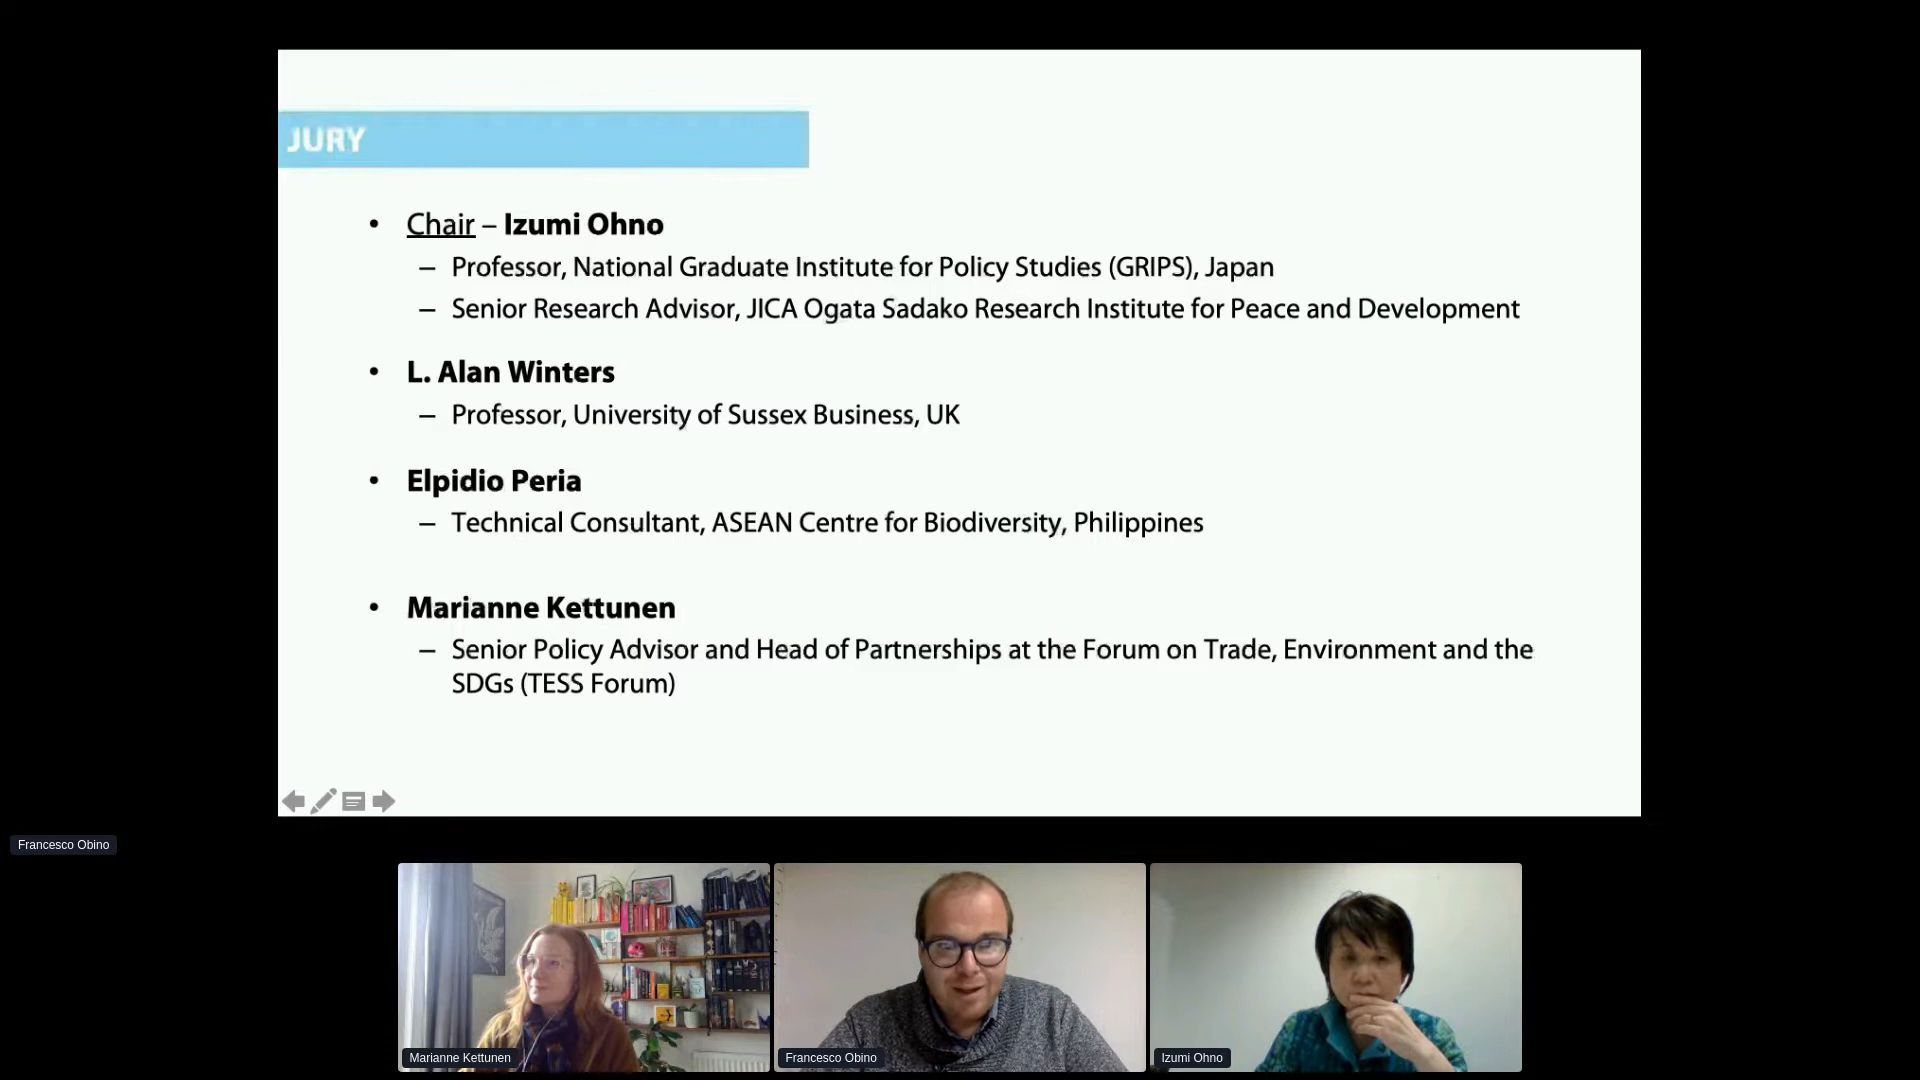 JURY
• Chair – Izumi Ohno
– Professor, National Graduate Institute for Policy Studies (GRIPS), Japan
– Senior Research Advisor, JICA Ogata Sadako Research Institute for Peace and Development
• L. Alan Winters
– Professor, University of Sussex Business, UK
• Elpidio Peria
– Technical Consultant, ASEAN Centre for Biodiversity, Philippines
• Marianne Kettunen
– Senior Policy Advisor and Head of Partnerships at the Forum on Trade, Environment and the
SDGs (TESS Forum)
Francesco Obino
Marianne Kettunen
Francesco Obino
Izumi Ohno